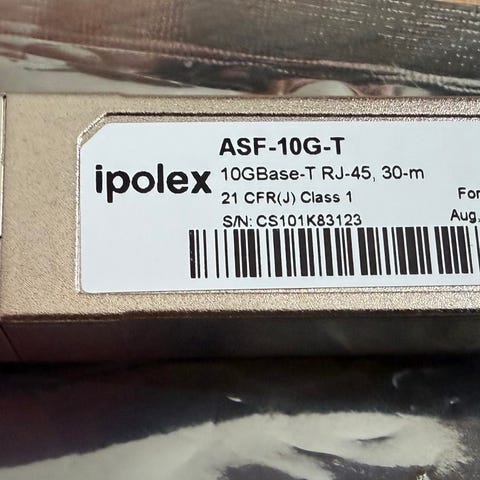 ASF-10G-T
ipolex
10GBase-T RJ-45, 30-m
21 CFR(J) Class 1
For
S/N: CS101K83123
Aug,